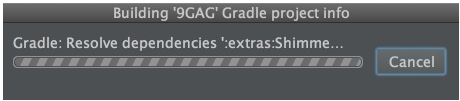 Building '9GAG' Gradle project info
Gradle: Resolve dependencies ':extras:Shimme...
Cancel